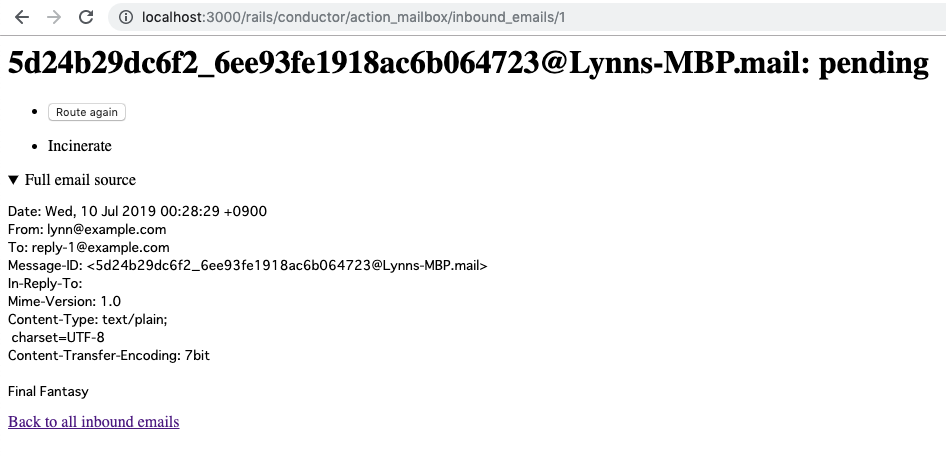 localhost:3000/rails/conductor/action_mailbox/inbound_emails/1
5d24b29dc6f2_6ee93fe1918ac6b064723@Lynns-MBP.mail: pending
Route again
Incinerate
Full email source
Date: Wed, 10 Jul 2019 00:28:29 +0900
From: lynn@example.com
To: reply-1@example.com
Message-ID: <5d24b29dc6f2_6ee93fe1918ac6b064723@Lynns-MBP.mail>
In-Reply-To:
Mime-Version: 1.0
Content-Type: text/plain;
charset=UTF-8
Content-Transfer-Encoding: 7bit
Final Fantasy
Back to all inbound emails